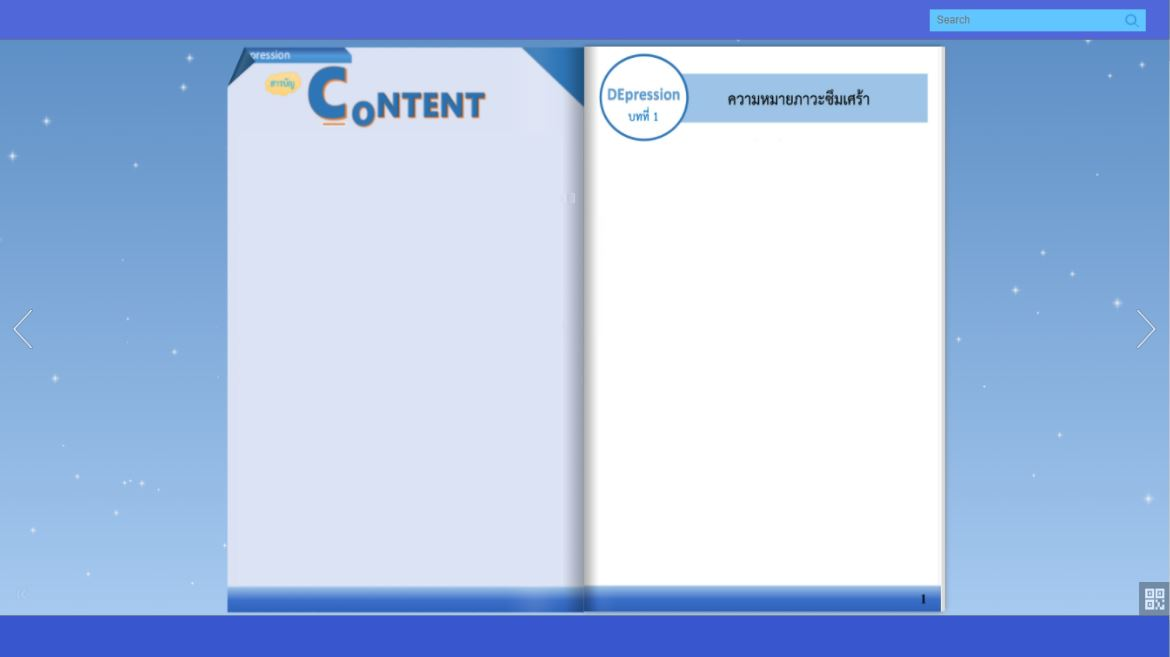 Search
pression
สารบัญ
CONTENT
DEpression
บทที่ 1
ความหมายภาวะซึมเศร้า
1